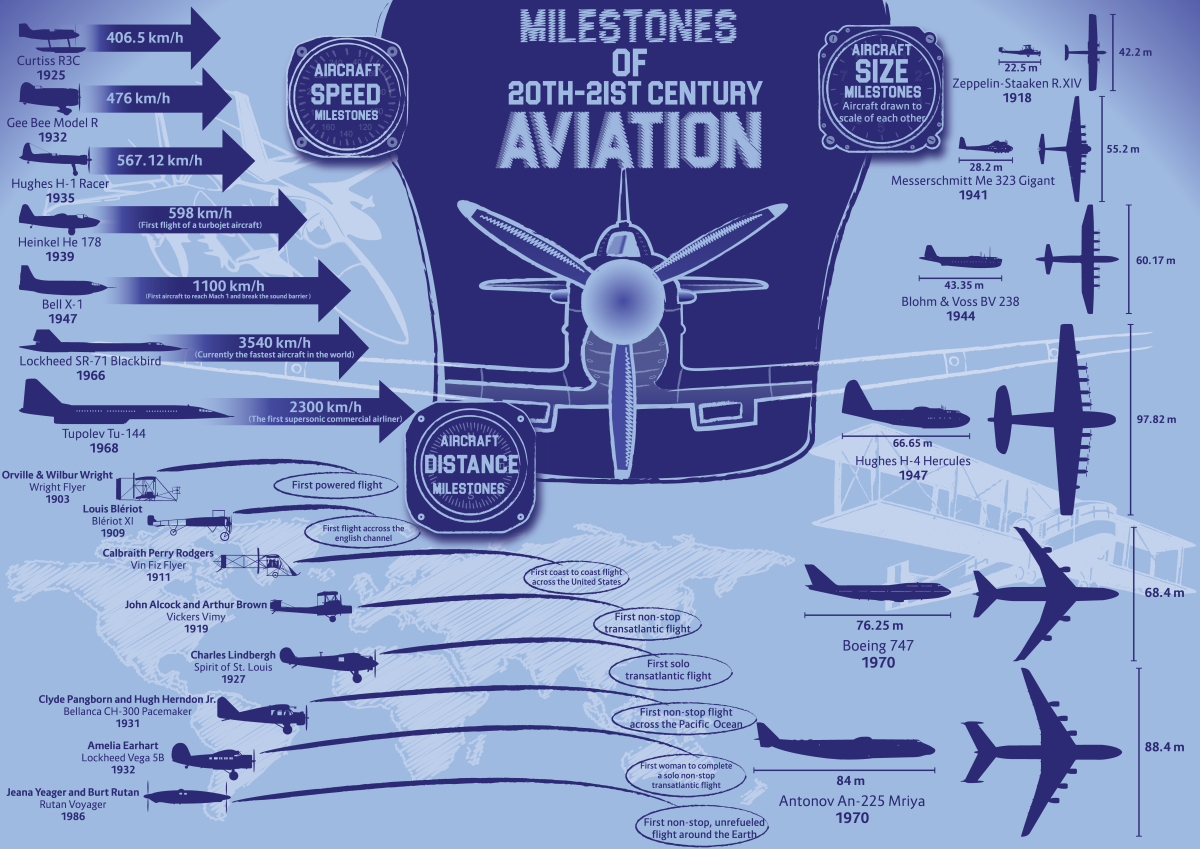 MILESTONES
OF
20TH-21ST CENTURY
AVIATION
AIRCRAFT
SPEED
MILESTONES
406.5 km/h
Curtiss R3C
1925
476 km/h
Gee Bee Model R
1932
567.12 km/h
Hughes H-1 Racer
1935
598 km/h
(First flight of a turbojet aircraft)
Heinkel He 178
1939
1100 km/h
(First aircraft to reach Mach 1 and break the sound barrier )
Bell X-1
1947
3540 km/h
(Currently the fastest aircraft in the world)
Lockheed SR-71 Blackbird
1966
2300 km/h
(The first supersonic commercial airliner)
Tupolev Tu-144
1968
AIRCRAFT
DISTANCE
MILESTONES
Orville & Wilbur Wright
Wright Flyer
1903
First powered flight
Louis Blériot
Blériot XI
1909
First flight accross the
english channel
Calbraith Perry Rodgers
Vin Fiz Flyer
1911
First coast to coast flight
across the United States
John Alcock and Arthur Brown
Vickers Vimy
1919
First non-stop
transatlantic flight
Charles Lindbergh
Spirit of St. Louis
1927
First solo
transatlantic flight
Clyde Pangborn and Hugh Herndon Jr.
Bellanca CH-300 Pacemaker
1931
First non-stop flight
across the Pacific Ocean
Amelia Earhart
Lockheed Vega 5B
1932
First woman to complete
a solo non-stop
transatlantic flight
Jeana Yeager and Burt Rutan
Rutan Voyager
1986
First non-stop, unrefueled
flight around the Earth
AIRCRAFT
SIZE
MILESTONES
Aircraft drawn to
scale of each other
22.5 m
42.2 m
Zeppelin-Staaken R.XIV
1918
28.2 m
55.2 m
Messerschmitt Me 323 Gigant
1941
43.35 m
60.17 m
Blohm & Voss BV 238
1944
66.65 m
97.82 m
Hughes H-4 Hercules
1947
76.25 m
68.4 m
Boeing 747
1970
84 m
88.4 m
Antonov An-225 Mriya
1970